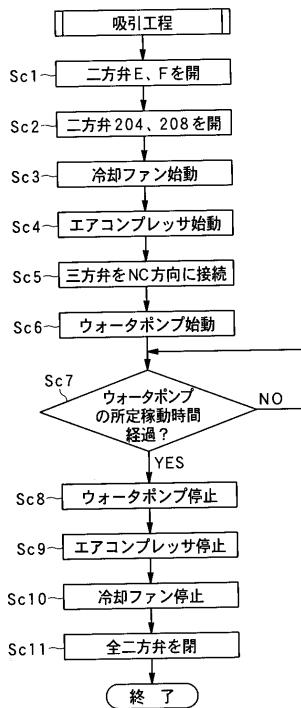 吸引工程
Sc1 二方弁E、Fを開
Sc2 二方弁204、208を開
Sc3 冷却ファン始動
Sc4 エアコンプレッサ始動
Sc5 三方弁をNC方向に接続
Sc6 ウォータポンプ始動
Sc7
ウォータポンプ
の所定稼動時間
経過?
NO
YES
Sc8 ウォータポンプ停止
Sc9 エアコンプレッサ停止
Sc10 冷却ファン停止
Sc11 全二方弁を閉
終了